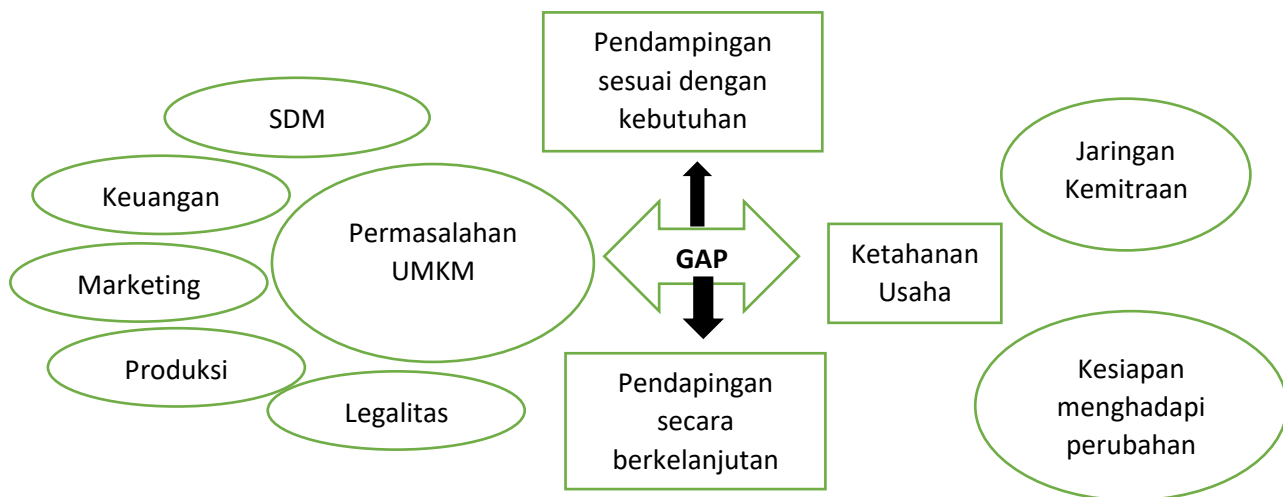 SDM
Keuangan
Marketing
Produksi
Legalitas
Permasalahan
UMKM
Pendampingan
sesuai dengan
kebutuhan
GAP
Pendapingan
secara
berkelanjutan
Ketahanan
Usaha
Jaringan
Kemitraan
Kesiapan
menghadapi
perubahan